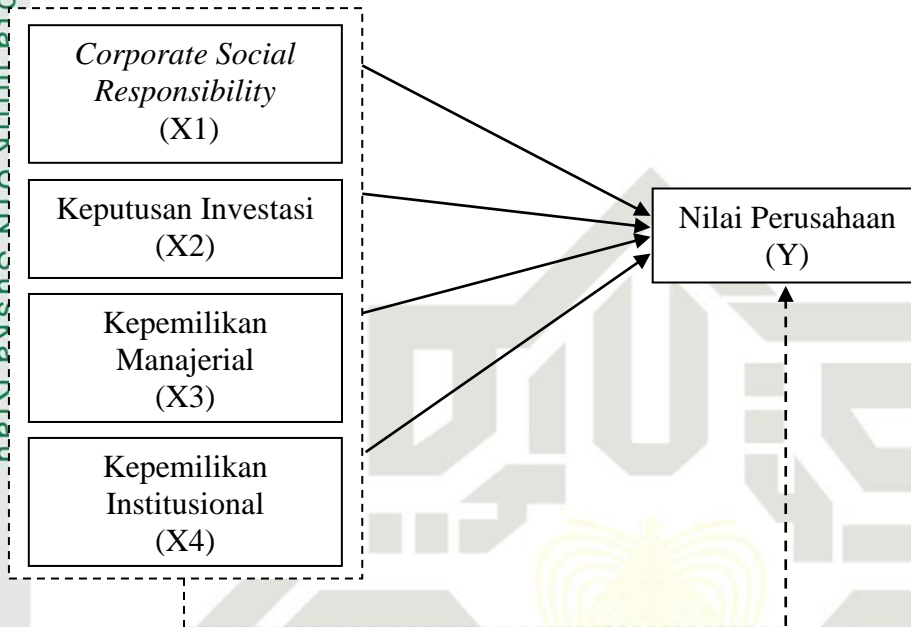 Corporate Social
Responsibility
(X1)
Keputusan Investasi
(X2)
Kepemilikan
Manajerial
(X3)
Kepemilikan
Institusional
(X4)
Nilai Perusahaan
(Y)